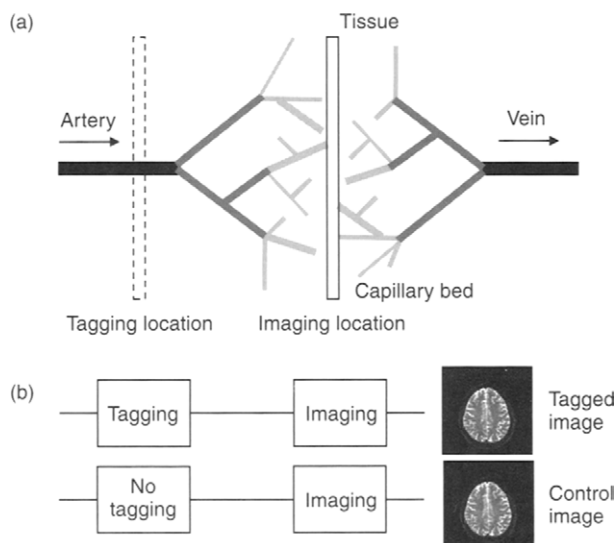 (a)
Tissue
Artery
Vein
Capillary bed
Tagging location
Imaging location
(b)
Tagging
Imaging
Tagged
image
No
tagging
Imaging
Control
image